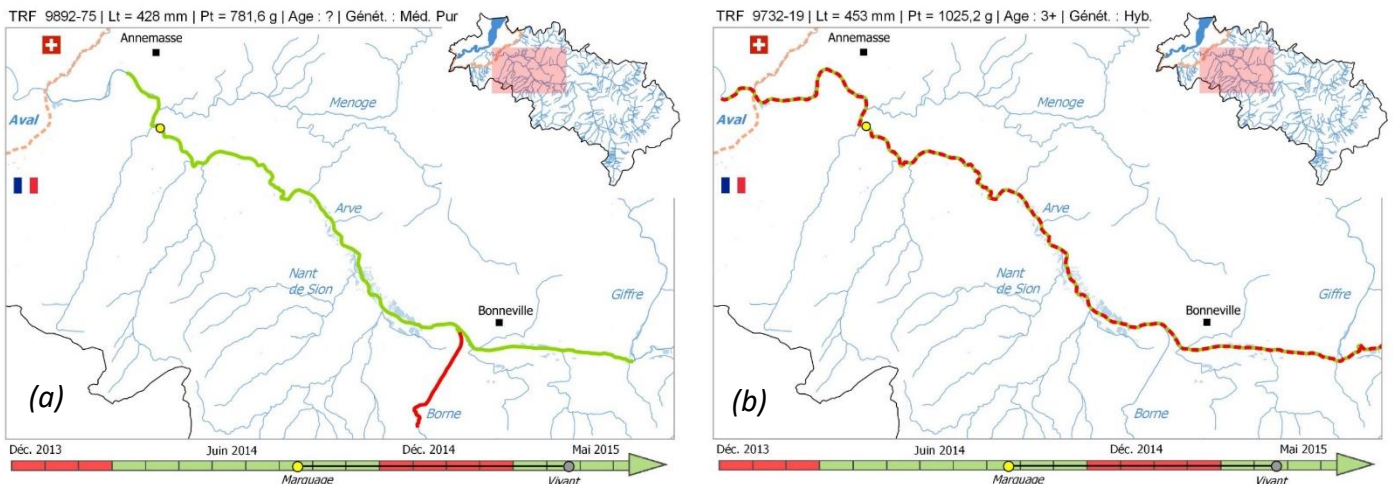 TRF 9892-75 | Lt = 428 mm | Pt = 781,6 g | Age : ? | Génét. : Méd. Pur
Annemasse
Menoge
Aval
Arve
Nant
de Sion
Giffre
Bonneville
(a)
Borne
Déc. 2013
Juin 2014
Déc. 2014
Mai 2015
Marquage
Vivant
TRF 9732-19 | Lt = 453 mm | Pt = 1025,2 g | Age : 3+ | Génét. : Hyb.
Annemasse
Menoge
Aval
Arve
Nant
de Sion
Giffre
Bonneville
(b)
Borne
Déc. 2013
Juin 2014
Déc. 2014
Mai 2015
Marquage
Vivant